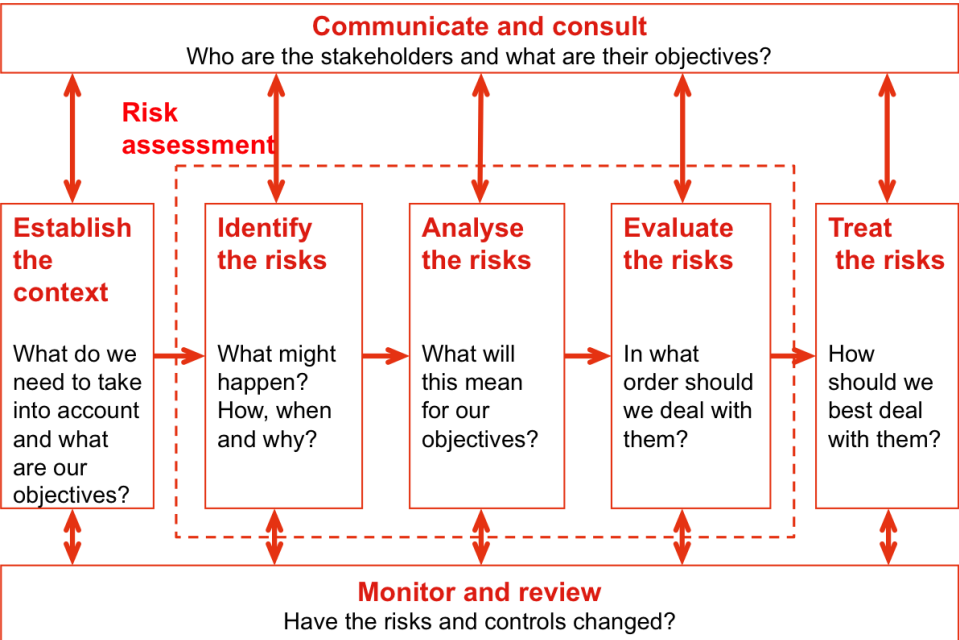 Communicate and consult
Who are the stakeholders and what are their objectives?
Risk
assessment
Establish
the
context
What do we
need to take
into account
and what
are our
objectives?
Identify
the risks
What might
happen?
How, when
and why?
Analyse
the risks
What will
this mean
for our
objectives?
Evaluate
the risks
In what
order should
we deal with
them?
Treat
the risks
How
should we
best deal
with them?
Monitor and review
Have the risks and controls changed?